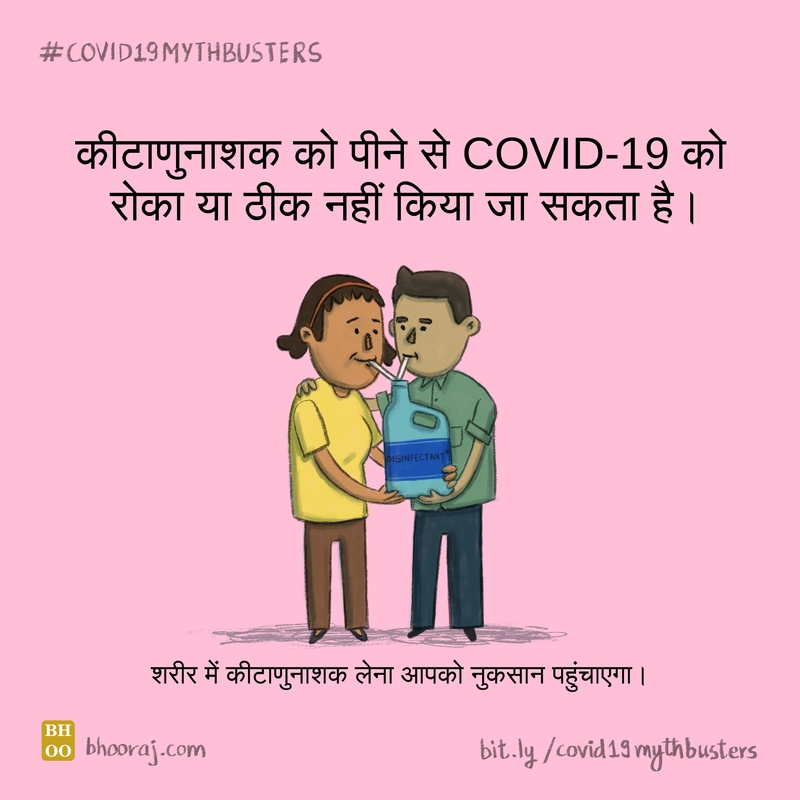 #COVID19MYTHBUSTERS
कीटाणुनाशक को पीने से COVID-19 को
रोका या ठीक नहीं किया जा सकता है।
DISINFECTANT
शरीर में कीटाणुनाशक लेना आपको नुकसान पहुंचाएगा।
BH
OO
bhooraj.com
bit.ly/covid19mythbusters